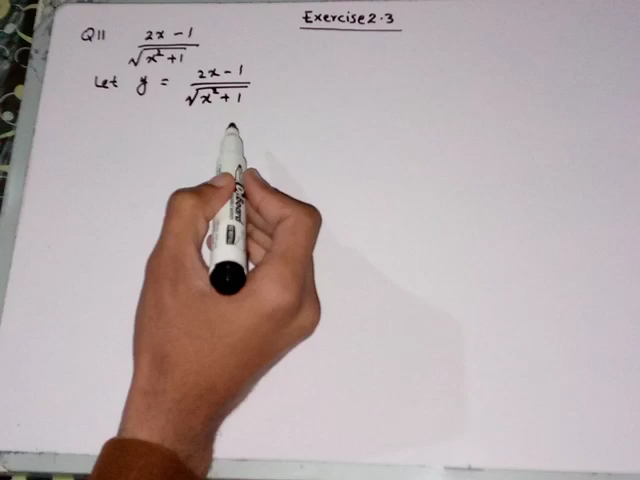 Exercise 2.3
Q11 2x-1
√x²+1
Let y = 2x-1
√x²+1